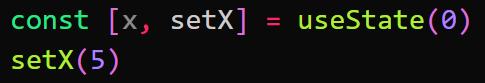 const [x, setX] = useState(0)
setX(5)